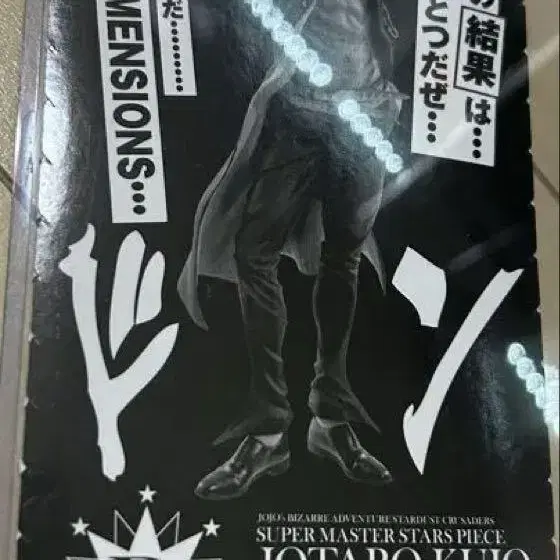 の結果は…
とつだぜ…
だ…………
MENSIONS…
ドン
JOJO's BIZARRE ADVENTURE STARDUST CRUSADERS
SUPER MASTER STARS PIECE
JOTARO KUJO